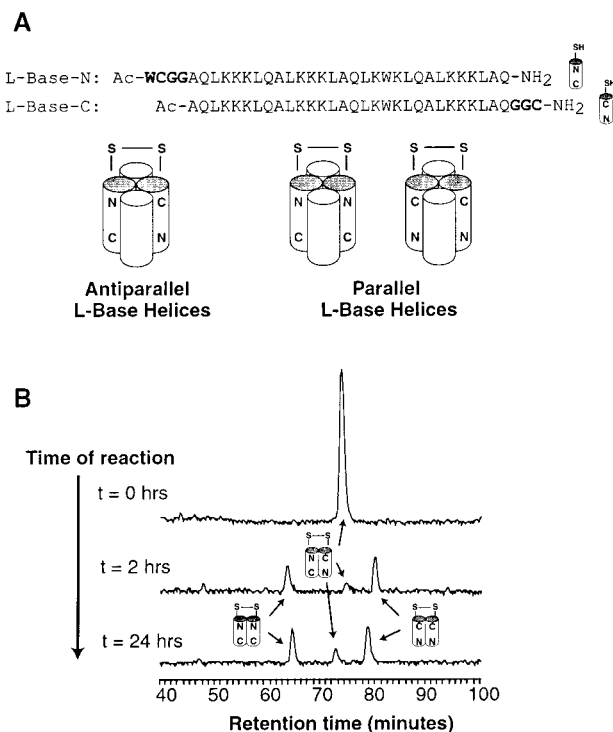 A
L-Base-N: Ac-WCGGAQLKKKLQALKKKLAQLKWKLQALKKKLAQ-NH2 SH N C
L-Base-C: Ac-AQLKKKLQALKKKLAQLKWKLQALKKKLAQGGC-NH2 SH C N
S S S S S S
N C N N C C
C N C C N N
Antiparallel Parallel
L-Base Helices L-Base Helices
B
Time of reaction
t = 0 hrs
S S
N C
C N
t = 2 hrs
S S S S
N N C C
C C N N
t = 24 hrs
40 50 60 70 80 90 100
Retention time (minutes)